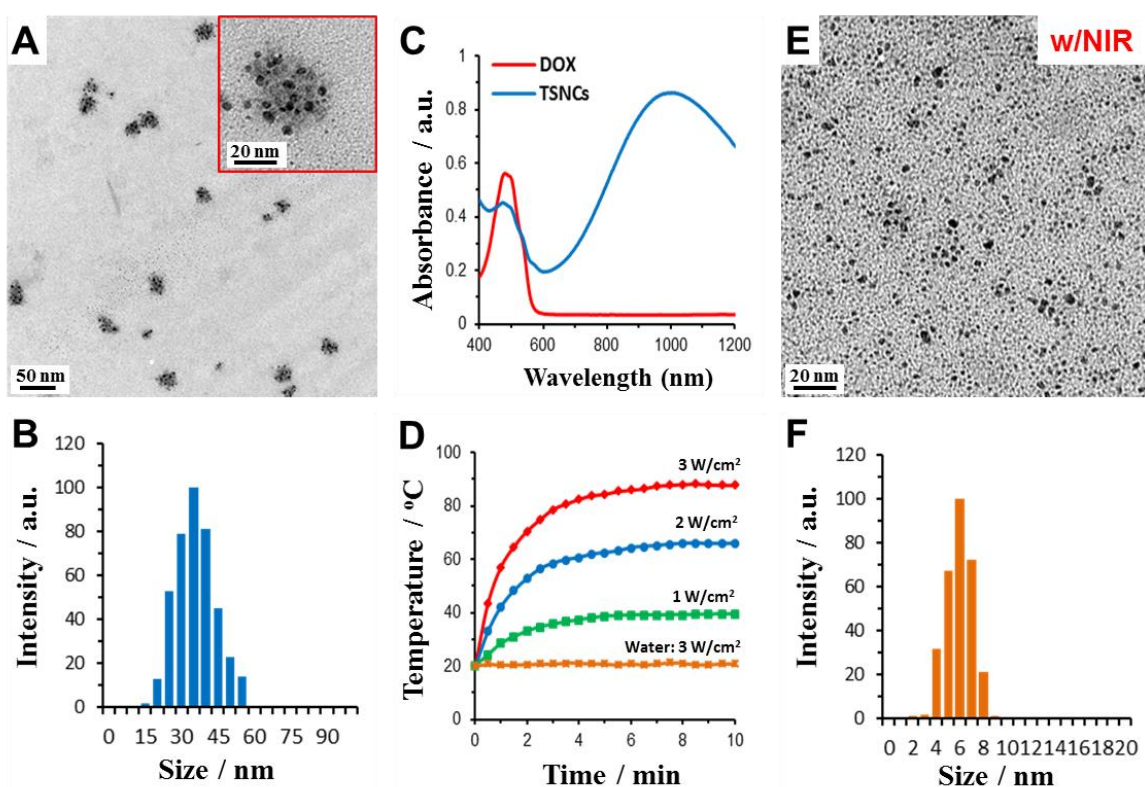 A
20 nm
50 nm
C
DOX
TSNCs
Absorbance / a.u.
1
0.8
0.6
0.4
0.2
0
400 600 800 1000 1200
Wavelength (nm)
E
w/NIR
20 nm
B
Intensity / a.u.
120
100
80
60
40
20
0
0 15 30 45 60 75 90
Size / nm
D
Temperature / °C
100
80
60
40
20
0
3 W/cm²
2 W/cm²
1 W/cm²
Water: 3 W/cm²
0 2 4 6 8 10
Time / min
F
Intensity / a.u.
120
100
80
60
40
20
0
0 2 4 6 8 101214161820
Size / nm